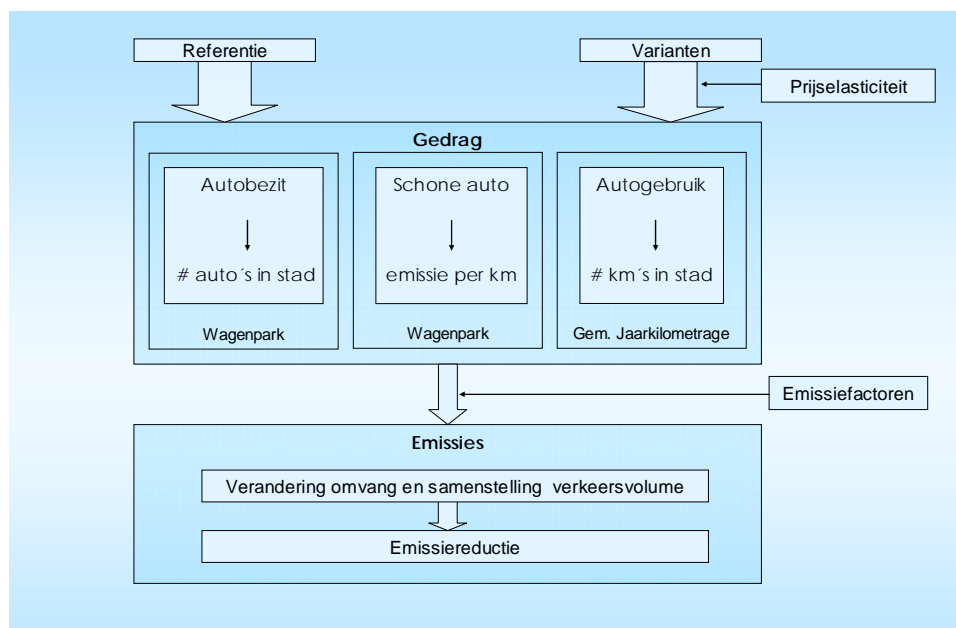 Referentie
Varianten
Prijselasticiteit
Gedrag
Autobezit
# auto´s in stad
Wagenpark
Schone auto
emissie per km
Wagenpark
Autogebruik
# km´s in stad
Gem. Jaarkilometrage
Emissiefactoren
Emissies
Verandering omvang en samenstelling verkeersvolume
Emissiereductie